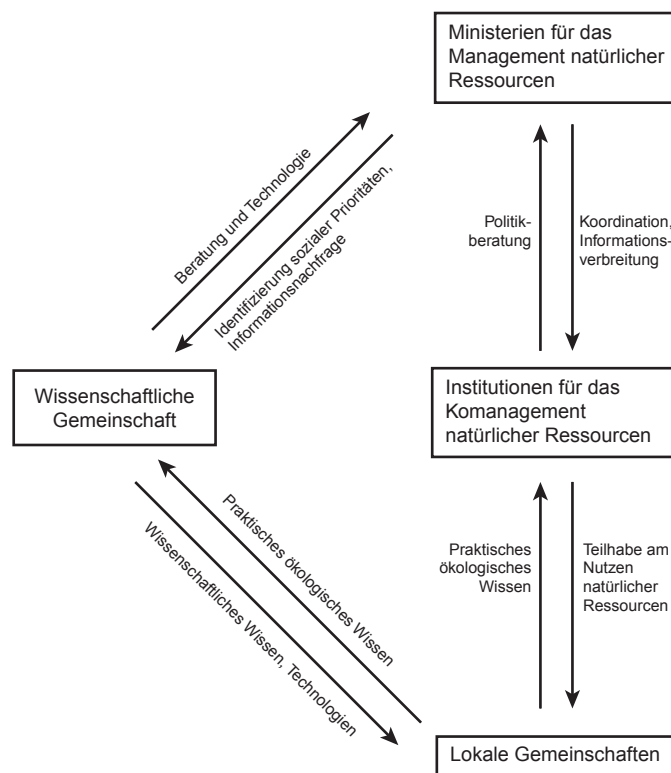 Ministerien für das
Management natürlicher
Ressourcen
Beratung und Technologie
Identifizierung sozialer Prioritäten,
Informationsnachfrage
Politik-
beratung
Koordination,
Informations-
verbreitung
Wissenschaftliche
Gemeinschaft
Institutionen für das
Komanagement
natürlicher Ressourcen
Praktisches ökologisches Wissen
Wissenschaftliches Wissen, Technologien
Praktisches
ökologisches
Wissen
Teilhabe am
Nutzen
natürlicher
Ressourcen
Lokale Gemeinschaften